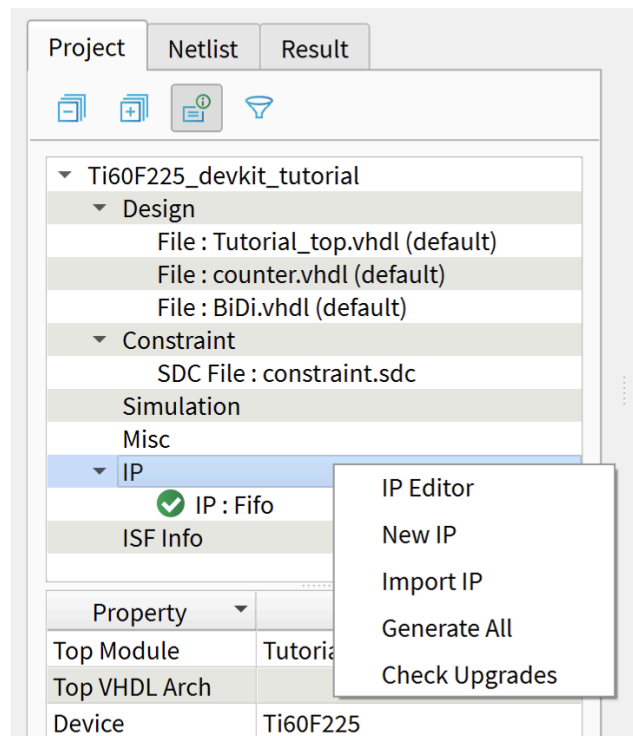 Project Netlist Result
Ti60F225_devkit_tutorial
Design
File : Tutorial_top.vhdl (default)
File : counter.vhdl (default)
File : BiDi.vhdl (default)
Constraint
SDC File : constraint.sdc
Simulation
Misc
IP
IP : Fifo
ISF Info
IP Editor
New IP
Import IP
Generate All
Check Upgrades
Property
Top Module Tutoria
Top VHDL Arch
Device Ti60F225